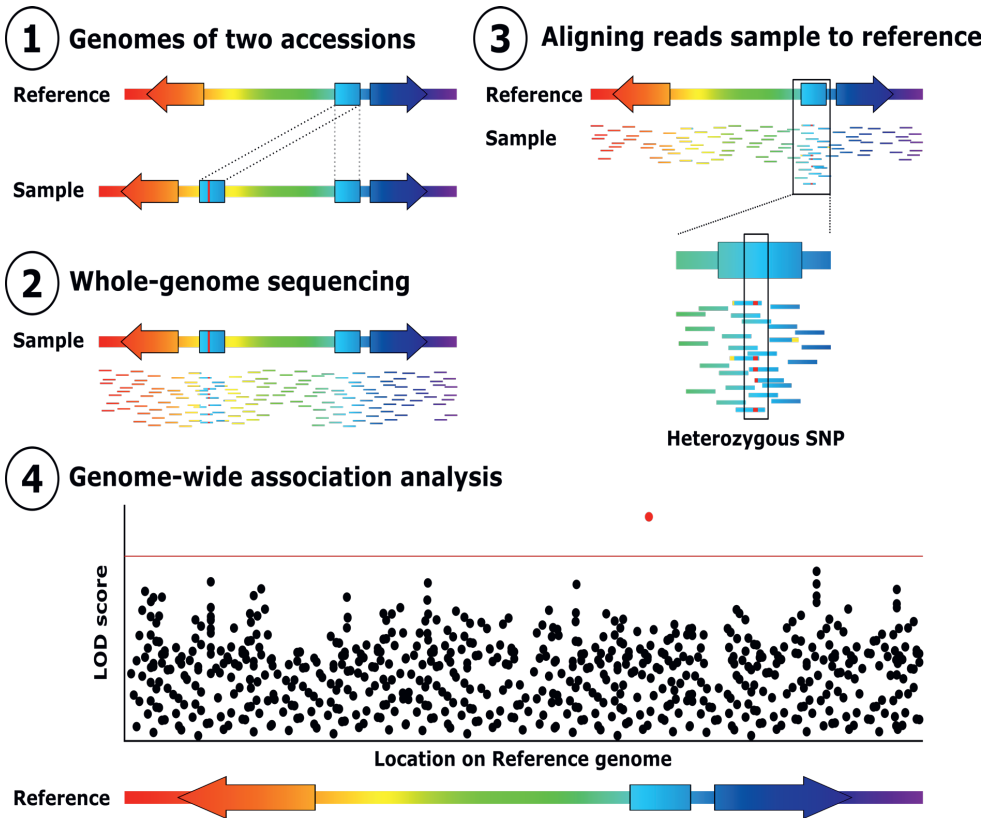 1 Genomes of two accessions
Reference
Sample
2 Whole-genome sequencing
Sample
3 Aligning reads sample to reference
Reference
Sample
Heterozygous SNP
4 Genome-wide association analysis
LOD score
Location on Reference genome
Reference